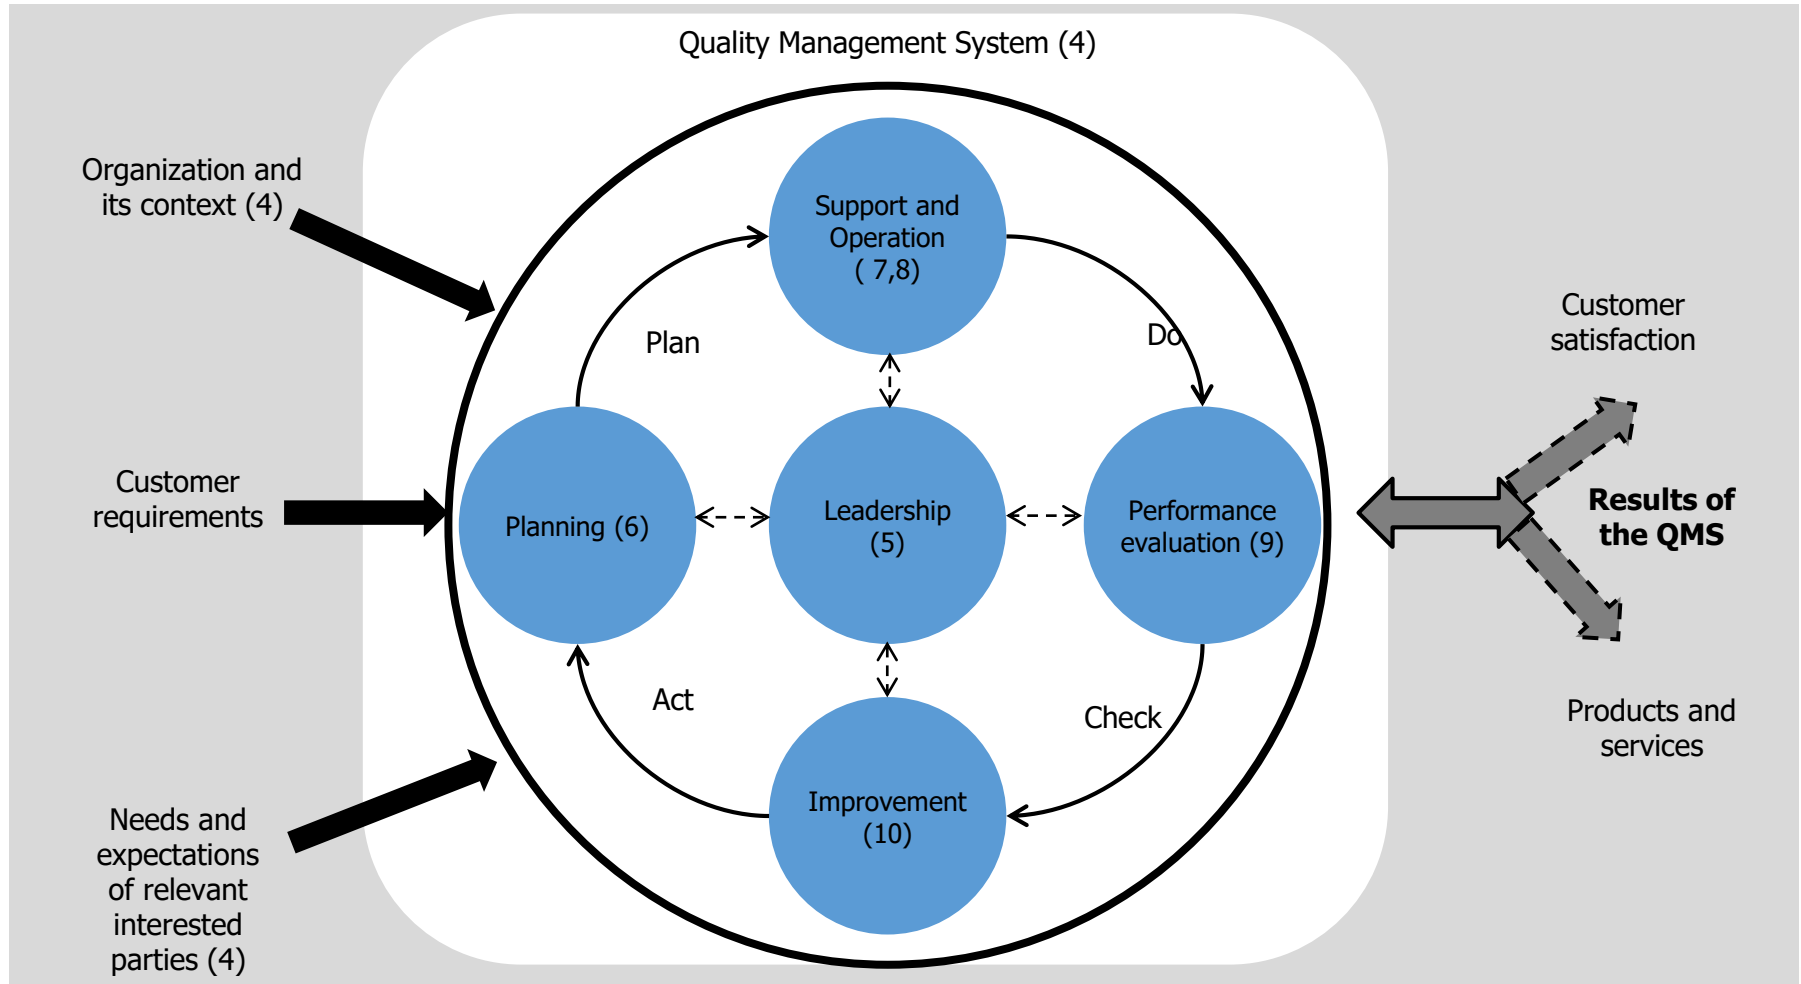 Quality Management System (4)
Organization and
its context (4)
Support and
Operation
( 7,8)
Plan
Do
Customer
satisfaction
Customer
requirements
Planning (6)
Leadership
(5)
Performance
evaluation (9)
Results of
the QMS
Act
Check
Products and
services
Improvement
(10)
Needs and
expectations
of relevant
interested
parties (4)